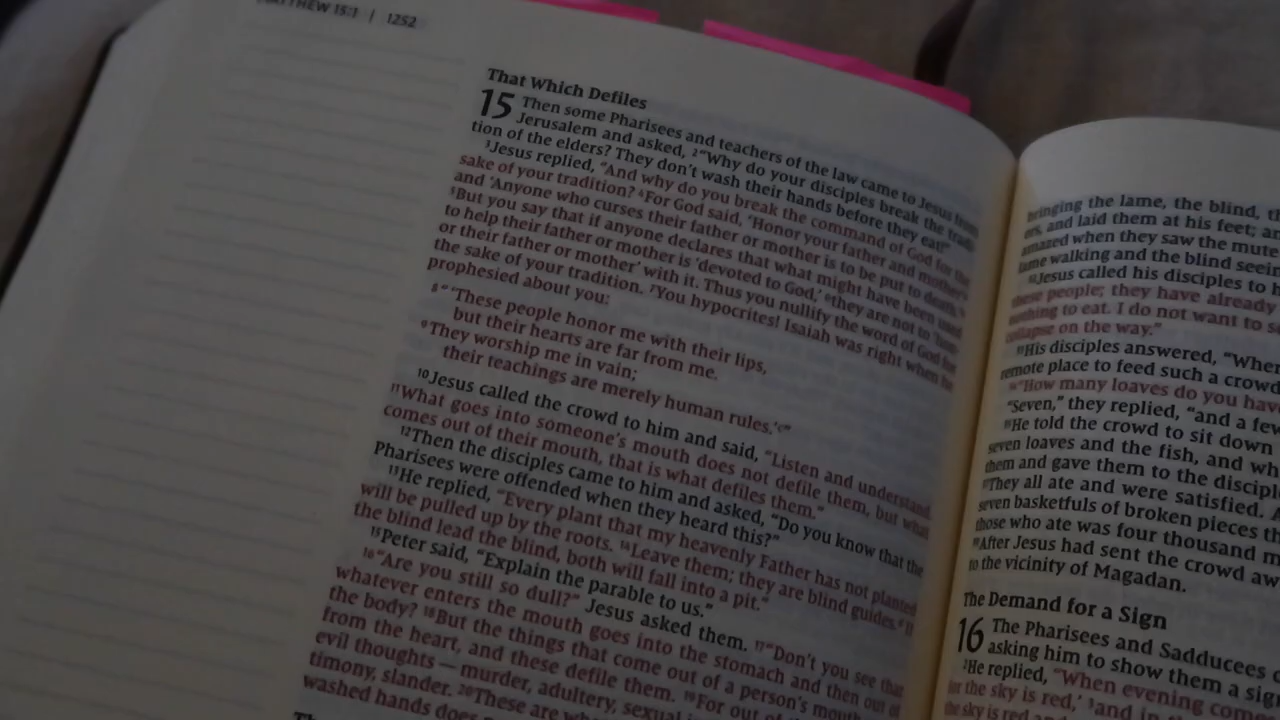 MATTHEW 15:1 | 1252
That Which Defiles
15 Then some Pharisees and teachers of the law came to Jesus from
Jerusalem and asked, 2“Why do your disciples break the tradi-
tion of the elders? They don’t wash their hands before they eat!”
3Jesus replied, “And why do you break the command of God for the
sake of your tradition? 4For God said, ‘Honor your father and mother’
and ‘Anyone who curses their father or mother is to be put to death.’
5But you say that if anyone declares that what might have been used
to help their father or mother is ‘devoted to God,’ 6they are not to ‘honor
or their father or mother’ with it. Thus you nullify the word of God for
the sake of your tradition. 7You hypocrites! Isaiah was right when he
prophesied about you:
8“ ‘These people honor me with their lips,
but their hearts are far from me.
9They worship me in vain;
their teachings are merely human rules.’c”
10Jesus called the crowd to him and said, “Listen and understand.
11What goes into someone’s mouth does not defile them, but what
comes out of their mouth, that is what defiles them.”
12Then the disciples came to him and asked, “Do you know that the
Pharisees were offended when they heard this?”
13He replied, “Every plant that my heavenly Father has not planted
will be pulled up by the roots. 14Leave them; they are blind guides.d If
the blind lead the blind, both will fall into a pit.”
15Peter said, “Explain the parable to us.”
16“Are you still so dull?” Jesus asked them. 17“Don’t you see that
whatever enters the mouth goes into the stomach and then out of
the body? 18But the things that come out of a person’s mouth
from the heart, and these defile them. 19For out of
evil thoughts — murder, adultery, sexual
timony, slander. 20These are
washed hands does
bringing the lame, the blind,
and laid them at his feet;
amazed when they saw the mute
lame walking and the blind
Jesus called his disciples to
these people; they have already
nothing to eat. I do not want to
collapse on the way.”
His disciples answered,
remote place to feed such a crowd
“How many loaves do you
“Seven,” they replied, “and a few
He told the crowd to sit down
seven loaves and the fish, and
them and gave them to the
They all ate and were satisfied.
seven basketfuls of broken pieces
those who ate was four thousand
After Jesus had sent the crowd
to the vicinity of Magadan.
The Demand for a Sign
16 The Pharisees and Sadducees
asking him to show them a
2He replied, “When evening
for the sky is red,’ 3and
the sky is red